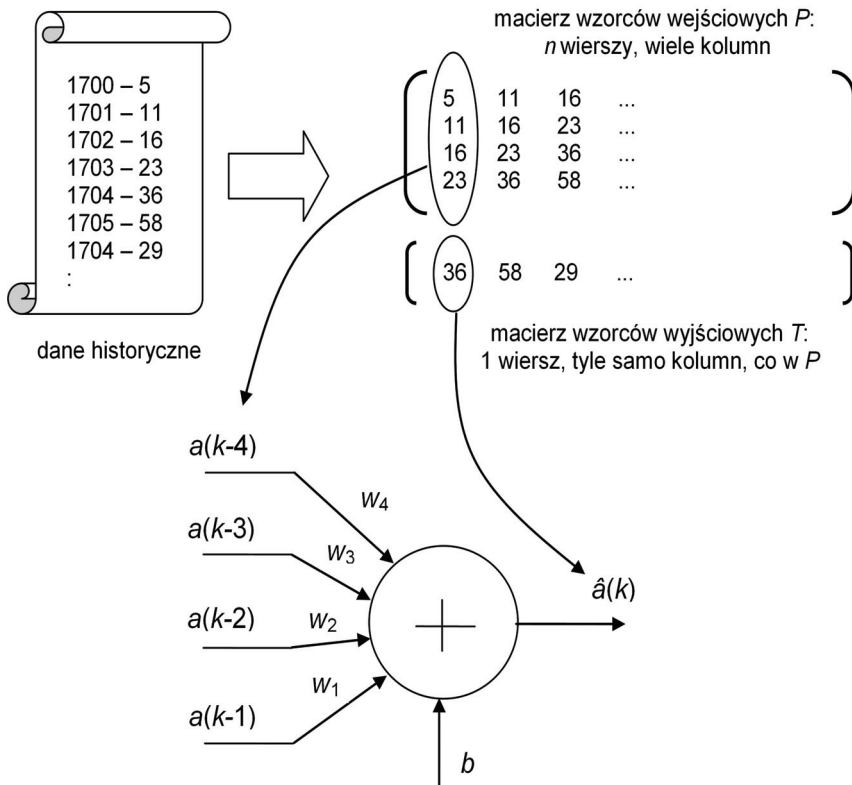 1700 – 5
1701 – 11
1702 – 16
1703 – 23
1704 – 36
1705 – 58
1704 – 29
:
dane historyczne
macierz wzorców wejściowych P:
n wierszy, wiele kolumn
5 11 16 ...
11 16 23 ...
16 23 36 ...
23 36 58 ...
36 58 29 ...
macierz wzorców wyjściowych T:
1 wiersz, tyle samo kolumn, co w P
a(k-4)
w4
a(k-3)
w3
a(k-2)
w2
a(k-1)
w1
b
â(k)